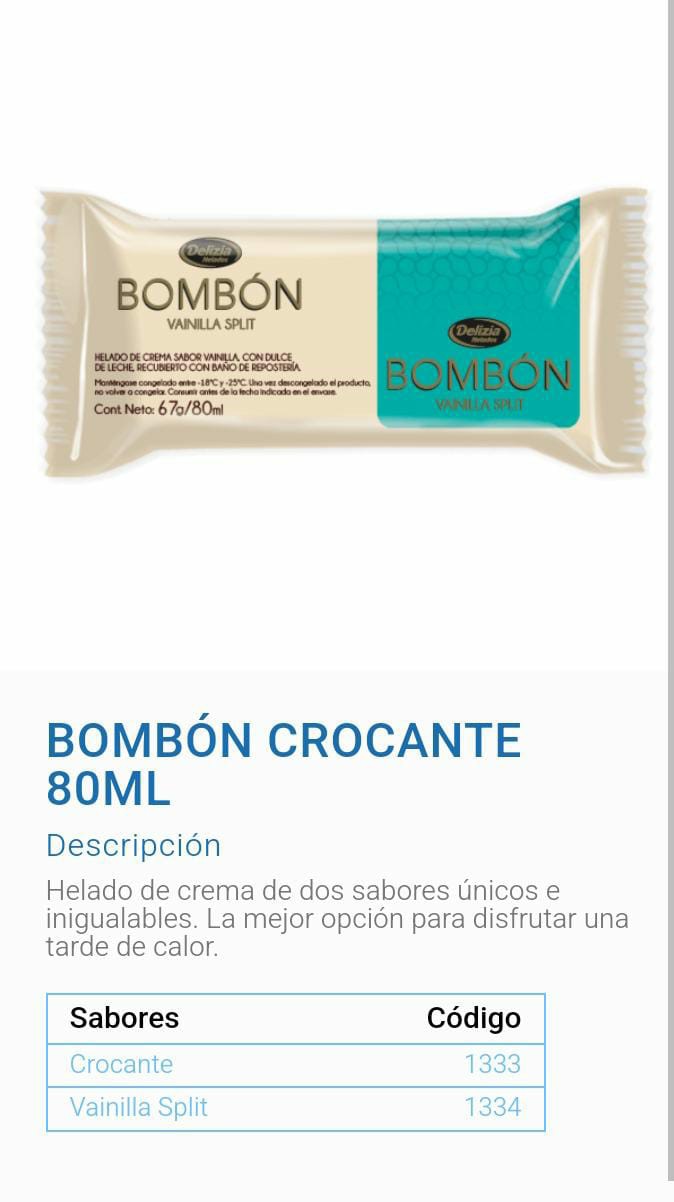 Delizia
Helados
BOMBÓN
VAINILLA SPLIT
HELADO DE CREMA SABOR VAINILLA, CON DULCE
DE LECHE, RECUBIERTO CON BAÑO DE REPOSTERÍA.
Manténgase congelado entre -18°C y -25°C. Una vez descongelado el producto,
no volver a congelar. Consumir antes de la fecha indicada en el envase.
Cont. Neto: 67g/80ml
Delizia
Helados
BOMBÓN
VAINILLA SPLIT
BOMBÓN CROCANTE
80ML
Descripción
Helado de crema de dos sabores únicos e
inigualables. La mejor opción para disfrutar una
tarde de calor.
Sabores Código
Crocante 1333
Vainilla Split 1334